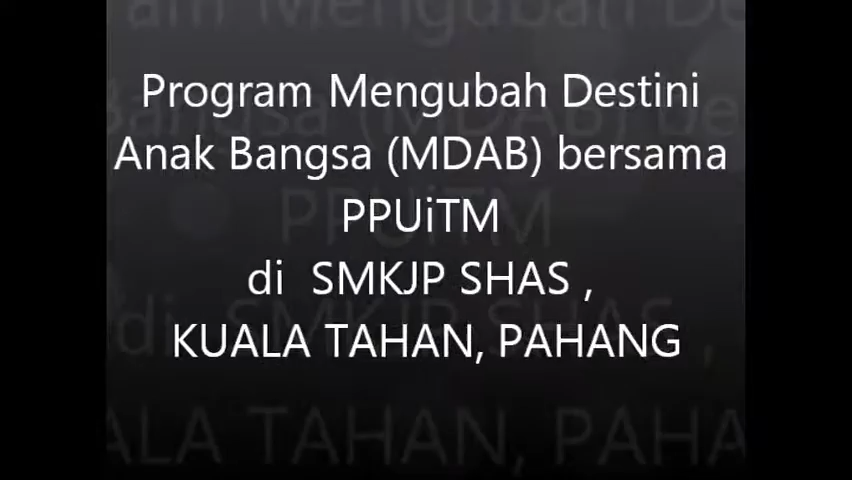 Program Mengubah Destini
Anak Bangsa (MDAB) bersama
PPUiTM
di  SMKJP SHAS ,
KUALA TAHAN, PAHANG